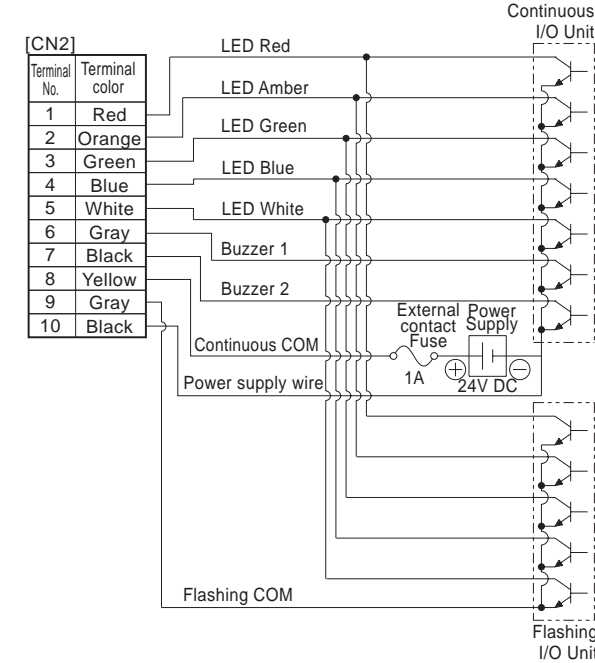 Continuous
I/O Unit
[CN2]
Terminal No. Terminal color
1 Red
2 Orange
3 Green
4 Blue
5 White
6 Gray
7 Black
8 Yellow
9 Gray
10 Black
LED Red
LED Amber
LED Green
LED Blue
LED White
Buzzer 1
Buzzer 2
External contact
Fuse
1A
Power
Supply
+ −
24V DC
Continuous COM
Power supply wire
Flashing COM
Flashing
I/O Unit